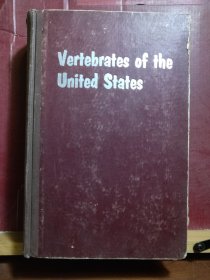 Vertebrates of the
United States